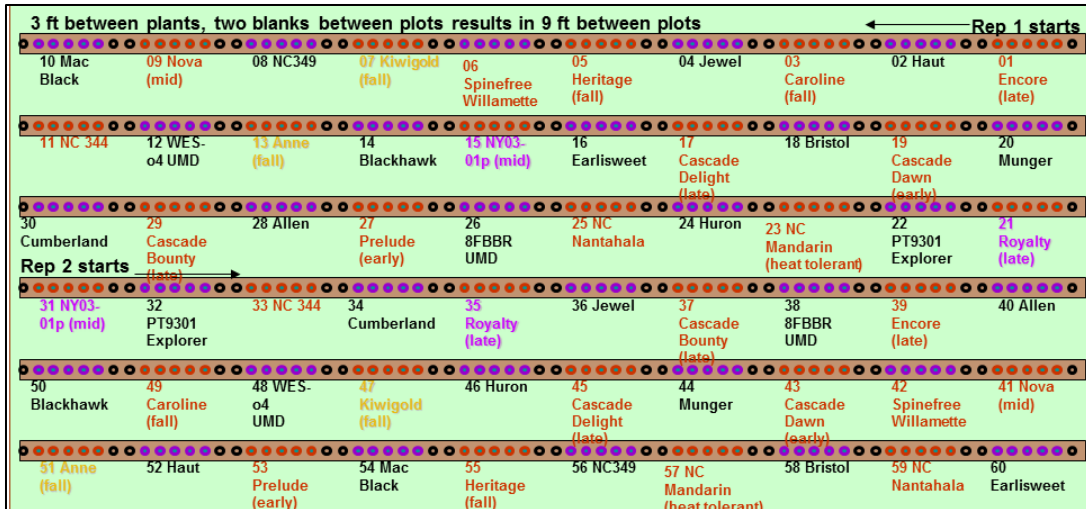 3 ft between plants, two blanks between plots results in 9 ft between plots
Rep 1 starts
10 Mac
Black
09 Nova
(mid)
08 NC349
07 Kiwigold
(fall)
06
Spinefree
Willamette
05
Heritage
(fall)
04 Jewel
03
Caroline
(fall)
02 Haut
01
Encore
(late)
11 NC 344
12 WES-
o4 UMD
13 Anne
(fall)
14
Blackhawk
15 NY03-
01p (mid)
16
Earlisweet
17
Cascade
Delight
(late)
18 Bristol
19
Cascade
Dawn
(early)
20
Munger
30
Cumberland
29
Cascade
Bounty
(late)
28 Allen
27
Prelude
(early)
26
8FBBR
UMD
25 NC
Nantahala
24 Huron
23 NC
Mandarin
(heat tolerant)
22
PT9301
Explorer
21
Royalty
(late)
Rep 2 starts
31 NY03-
01p (mid)
32
PT9301
Explorer
33 NC 344
34
Cumberland
35
Royalty
(late)
36 Jewel
37
Cascade
Bounty
(late)
38
8FBBR
UMD
39
Encore
(late)
40 Allen
50
Blackhawk
49
Caroline
(fall)
48 WES-
o4
UMD
47
Kiwigold
(fall)
46 Huron
45
Cascade
Delight
(late)
44
Munger
43
Cascade
Dawn
(early)
42
Spinefree
Willamette
41 Nova
(mid)
51 Anne
(fall)
52 Haut
53
Prelude
(early)
54 Mac
Black
55
Heritage
(fall)
56 NC349
57 NC
Mandarin
(heat tolerant)
58 Bristol
59 NC
Nantahala
60
Earlisweet